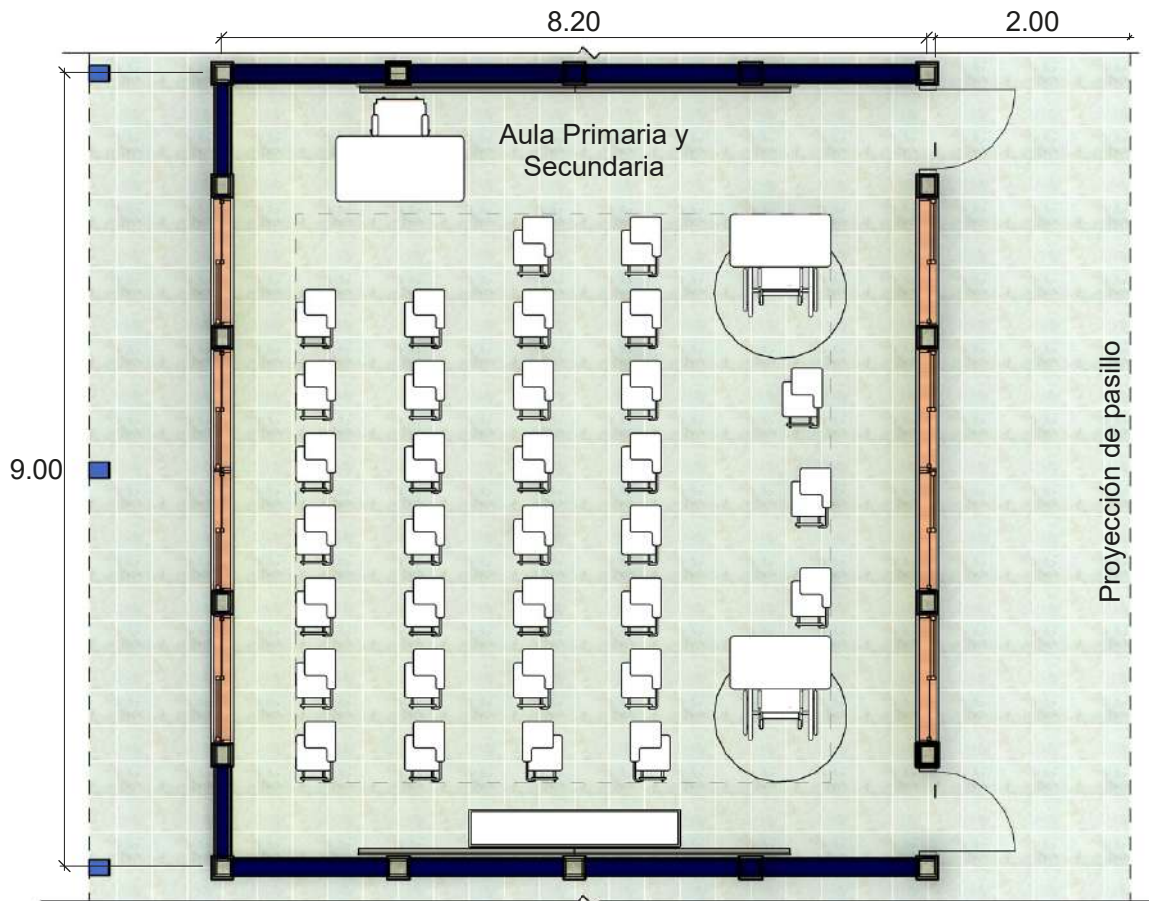 8.20
2.00
Aula Primaria y
Secundaria
9.00
Proyección de pasillo